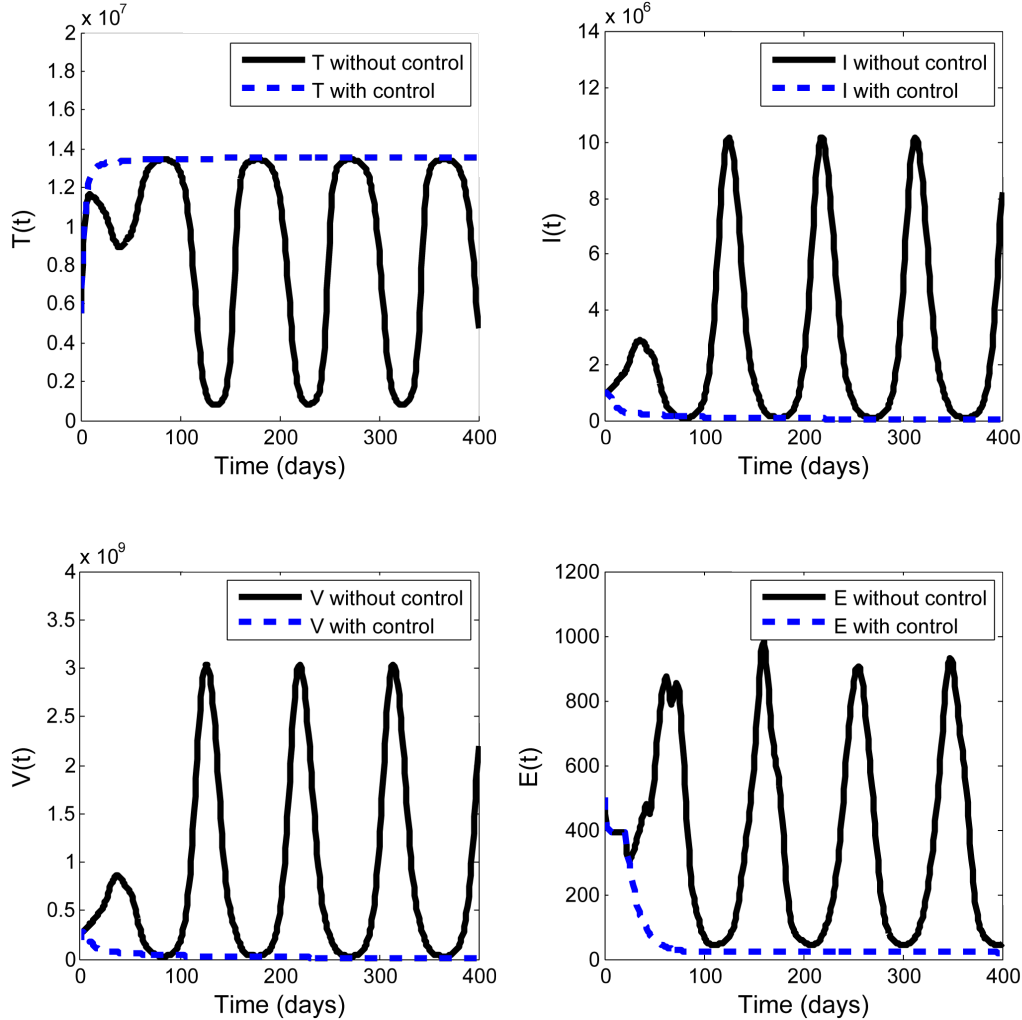 x 10^7
2
1.8
1.6
1.4
1.2
1
0.8
0.6
0.4
0.2
0
T(t)
T without control
T with control
0 100 200 300 400
Time (days)
x 10^6
14
12
10
8
6
4
2
0
I(t)
I without control
I with control
0 100 200 300 400
Time (days)
x 10^9
4
3.5
3
2.5
2
1.5
1
0.5
0
V(t)
V without control
V with control
0 100 200 300 400
Time (days)
1200
1000
800
600
400
200
0
E(t)
E without control
E with control
0 100 200 300 400
Time (days)